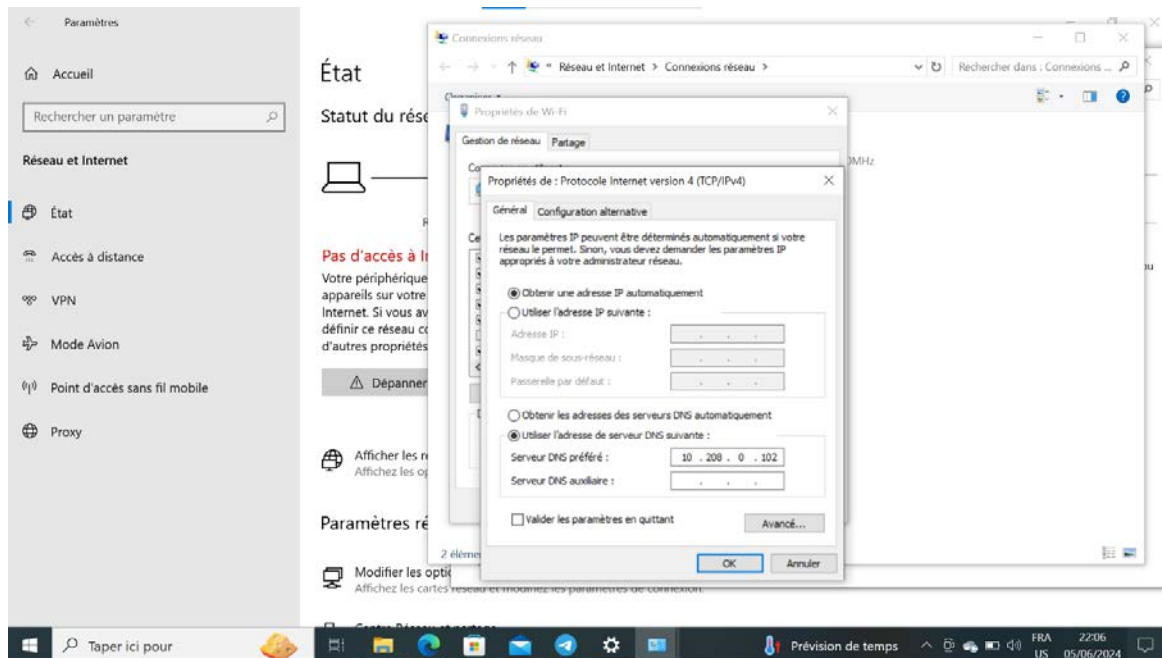 Paramètres
Accueil
Rechercher un paramètre
Réseau et Internet
État
Accès à distance
VPN
Mode Avion
Point d'accès sans fil mobile
Proxy
État
Statut du rése
Pas d'accès à I
Votre périphérique
appareils sur votre
Internet. Si vous av
définir ce réseau co
d'autres propriétés
Dépanner
Afficher les r
Affichez les op
Paramètres ré
Modifier les optic
Affichez les cartes réseau et modifiez les paramètres de connexion.
Connexions réseau
Réseau et Internet > Connexions réseau >
Rechercher dans : Connexions ...
0MHz
2 éléme
Propriétés de Wi-Fi
Gestion de réseau Partage
Propriétés de : Protocole Internet version 4 (TCP/IPv4)
Général Configuration alternative
Les paramètres IP peuvent être déterminés automatiquement si votre
réseau le permet. Sinon, vous devez demander les paramètres IP
appropriés à votre administrateur réseau.
Obtenir une adresse IP automatiquement
Utiliser l'adresse IP suivante :
Adresse IP :
Masque de sous-réseau :
Passerelle par défaut :
Obtenir les adresses des serveurs DNS automatiquement
Utiliser l'adresse de serveur DNS suivante :
Serveur DNS préféré : 10 . 208 . 0 . 102
Serveur DNS auxiliaire :
Valider les paramètres en quittant
Avancé...
OK Annuler
Taper ici pour
Prévision de temps
FRA 22:06
US 05/06/2024